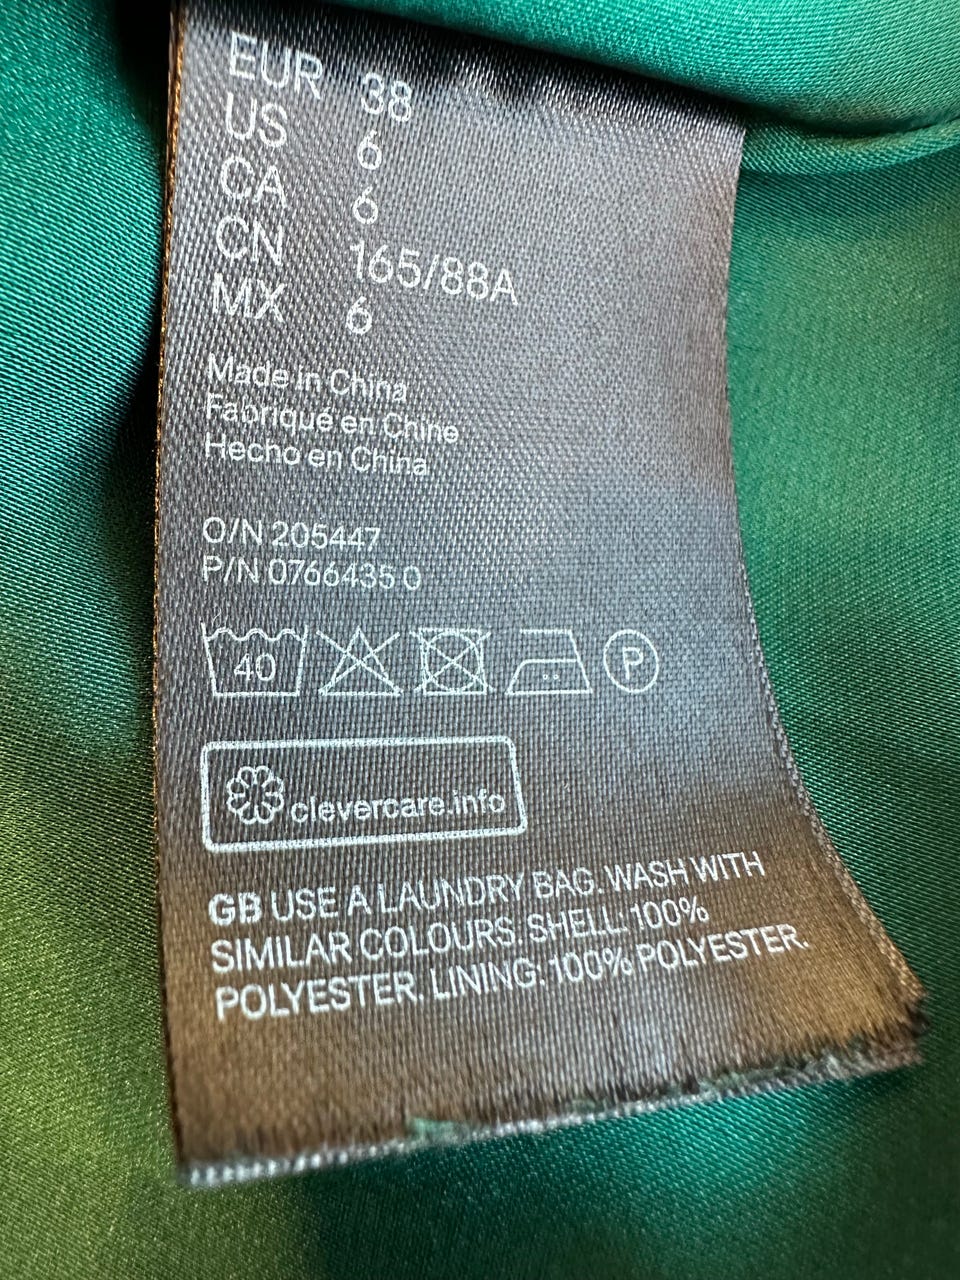 EUR 38
US 6
CA 6
CN 165/88A
MX 6
Made in China
Fabriqué en Chine
Hecho en China
O/N 205447
P/N 0766435 0
40
P
clevercare.info
GB USE A LAUNDRY BAG. WASH WITH
SIMILAR COLOURS. SHELL: 100%
POLYESTER. LINING: 100% POLYESTER.